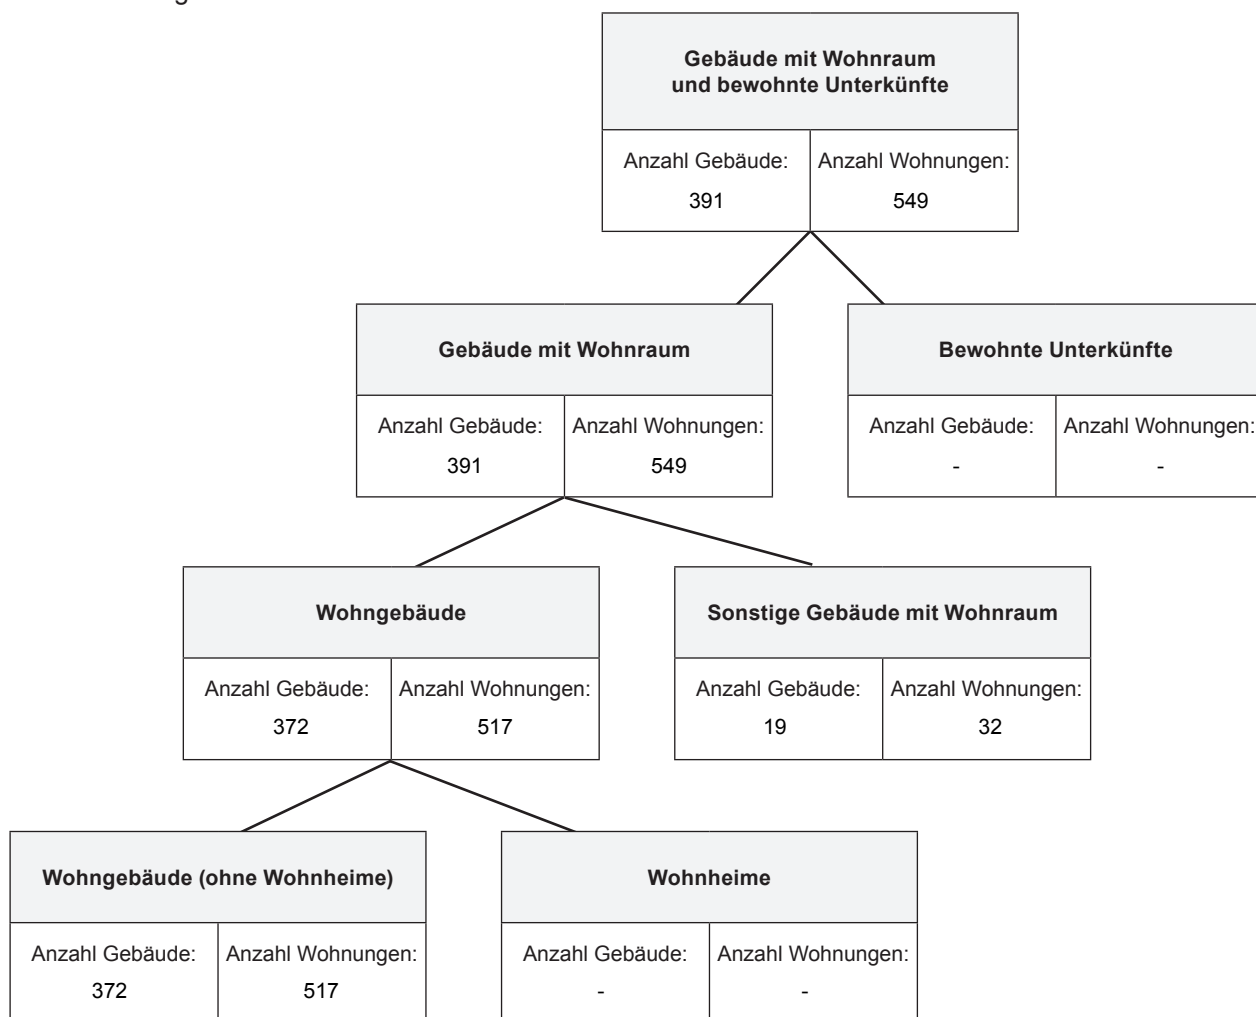 Gebäude mit Wohnraum
und bewohnte Unterkünfte
Anzahl Gebäude: Anzahl Wohnungen:
391 549
Gebäude mit Wohnraum Bewohnte Unterkünfte
Anzahl Gebäude: Anzahl Wohnungen: Anzahl Gebäude: Anzahl Wohnungen:
391 549 - -
Wohngebäude Sonstige Gebäude mit Wohnraum
Anzahl Gebäude: Anzahl Wohnungen: Anzahl Gebäude: Anzahl Wohnungen:
372 517 19 32
Wohngebäude (ohne Wohnheime) Wohnheime
Anzahl Gebäude: Anzahl Wohnungen: Anzahl Gebäude: Anzahl Wohnungen:
372 517 - -